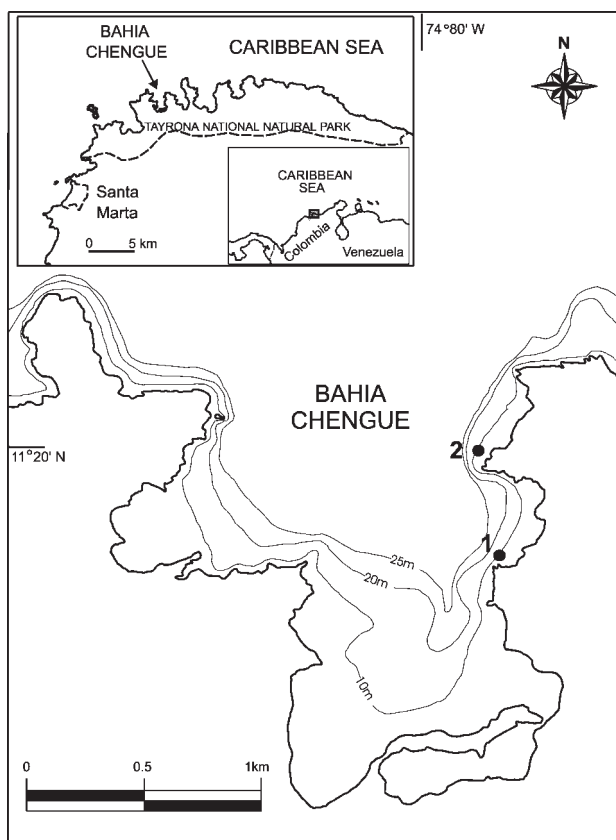 BAHIA
CHENGUE
CARIBBEAN SEA
TAYRONA NATIONAL NATURAL PARK
Santa
Marta
0 5 km
CARIBBEAN
SEA
Colombia
Venezuela
74°80' W
N
BAHIA
CHENGUE
11°20' N
2
1
25m
20m
10m
0 0.5 1km